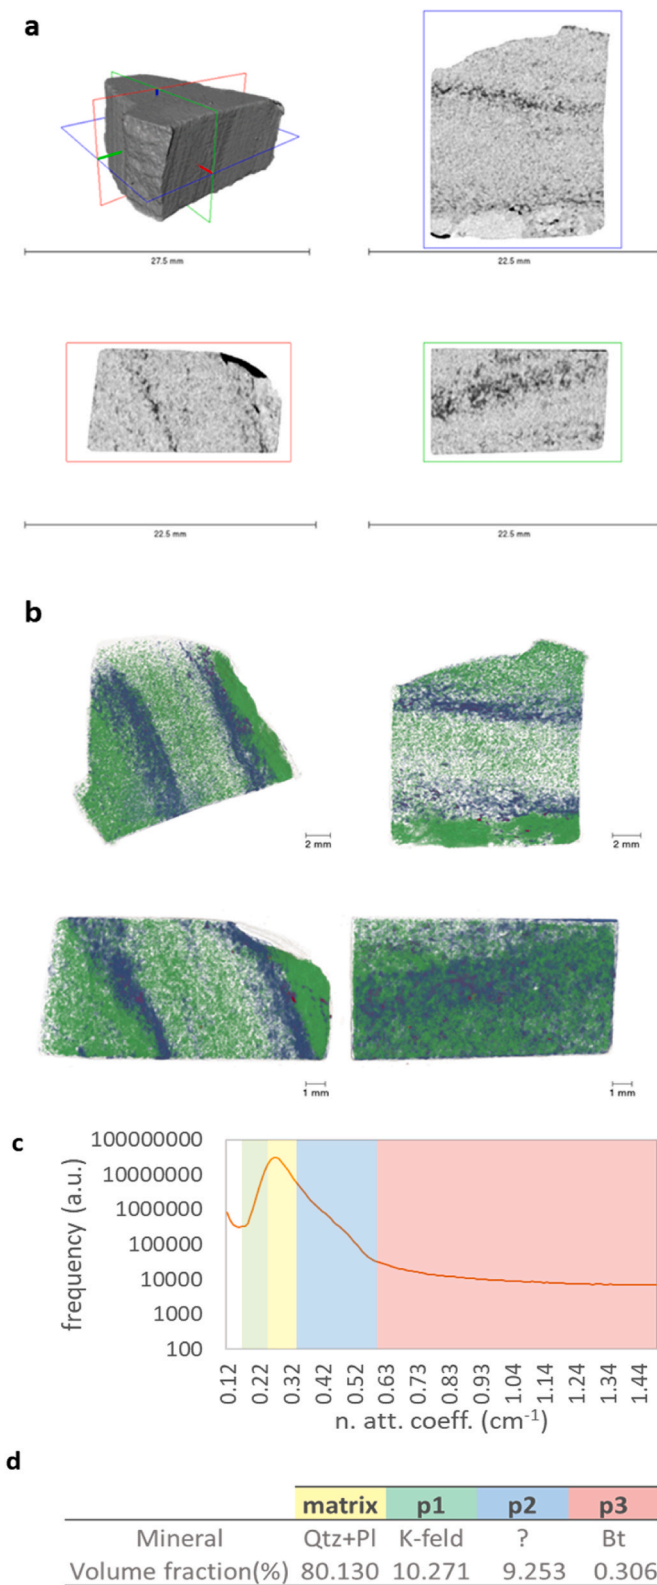 a
27.5 mm
22.5 mm
22.5 mm
22.5 mm
b
2 mm
2 mm
1 mm
1 mm
c
frequency (a.u.)
100000000
10000000
1000000
100000
10000
1000
100
0.12 0.22 0.32 0.42 0.52 0.63 0.73 0.83 0.93 1.04 1.14 1.24 1.34 1.44
n. att. coeff. (cm⁻¹)
d
matrix p1 p2 p3
Mineral Qtz+Pl K-feld ? Bt
Volume fraction(%) 80.130 10.271 9.253 0.306